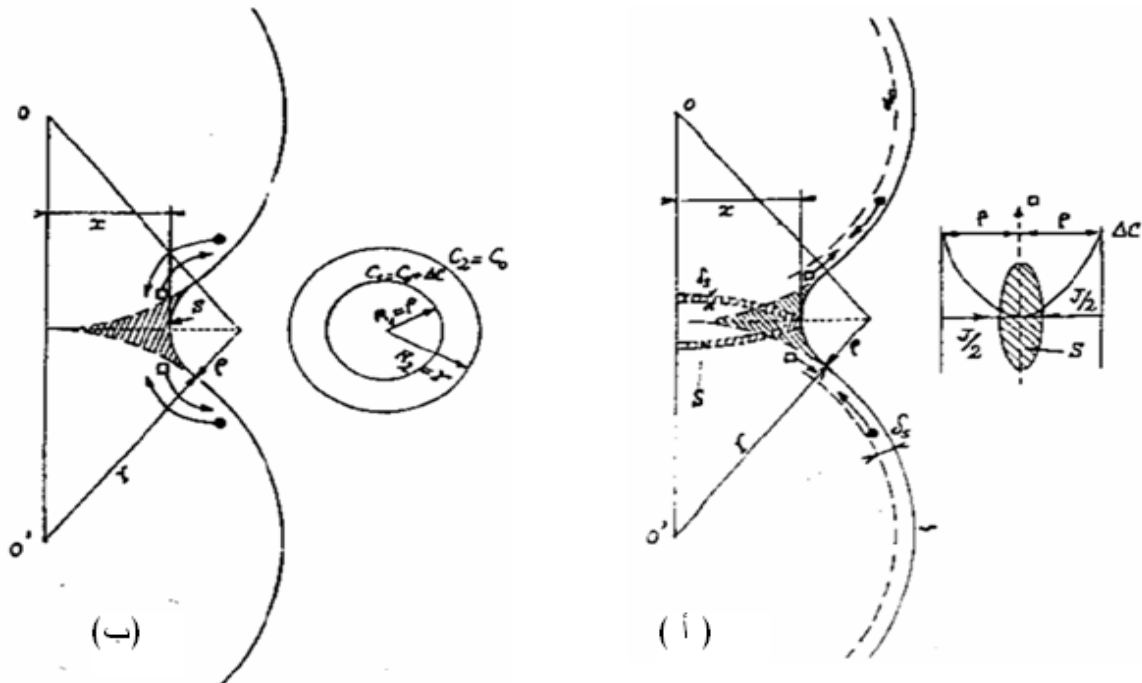 O
x
S
ρ
r
O'
C₁=C₀+ΔC
C₂=C₀
R₁=ρ
R₂=r
(ب)
O
x
δs
S
ρ
r
δs
O'
ρ
ρ
ΔC
J/2
J/2
S
(أ)